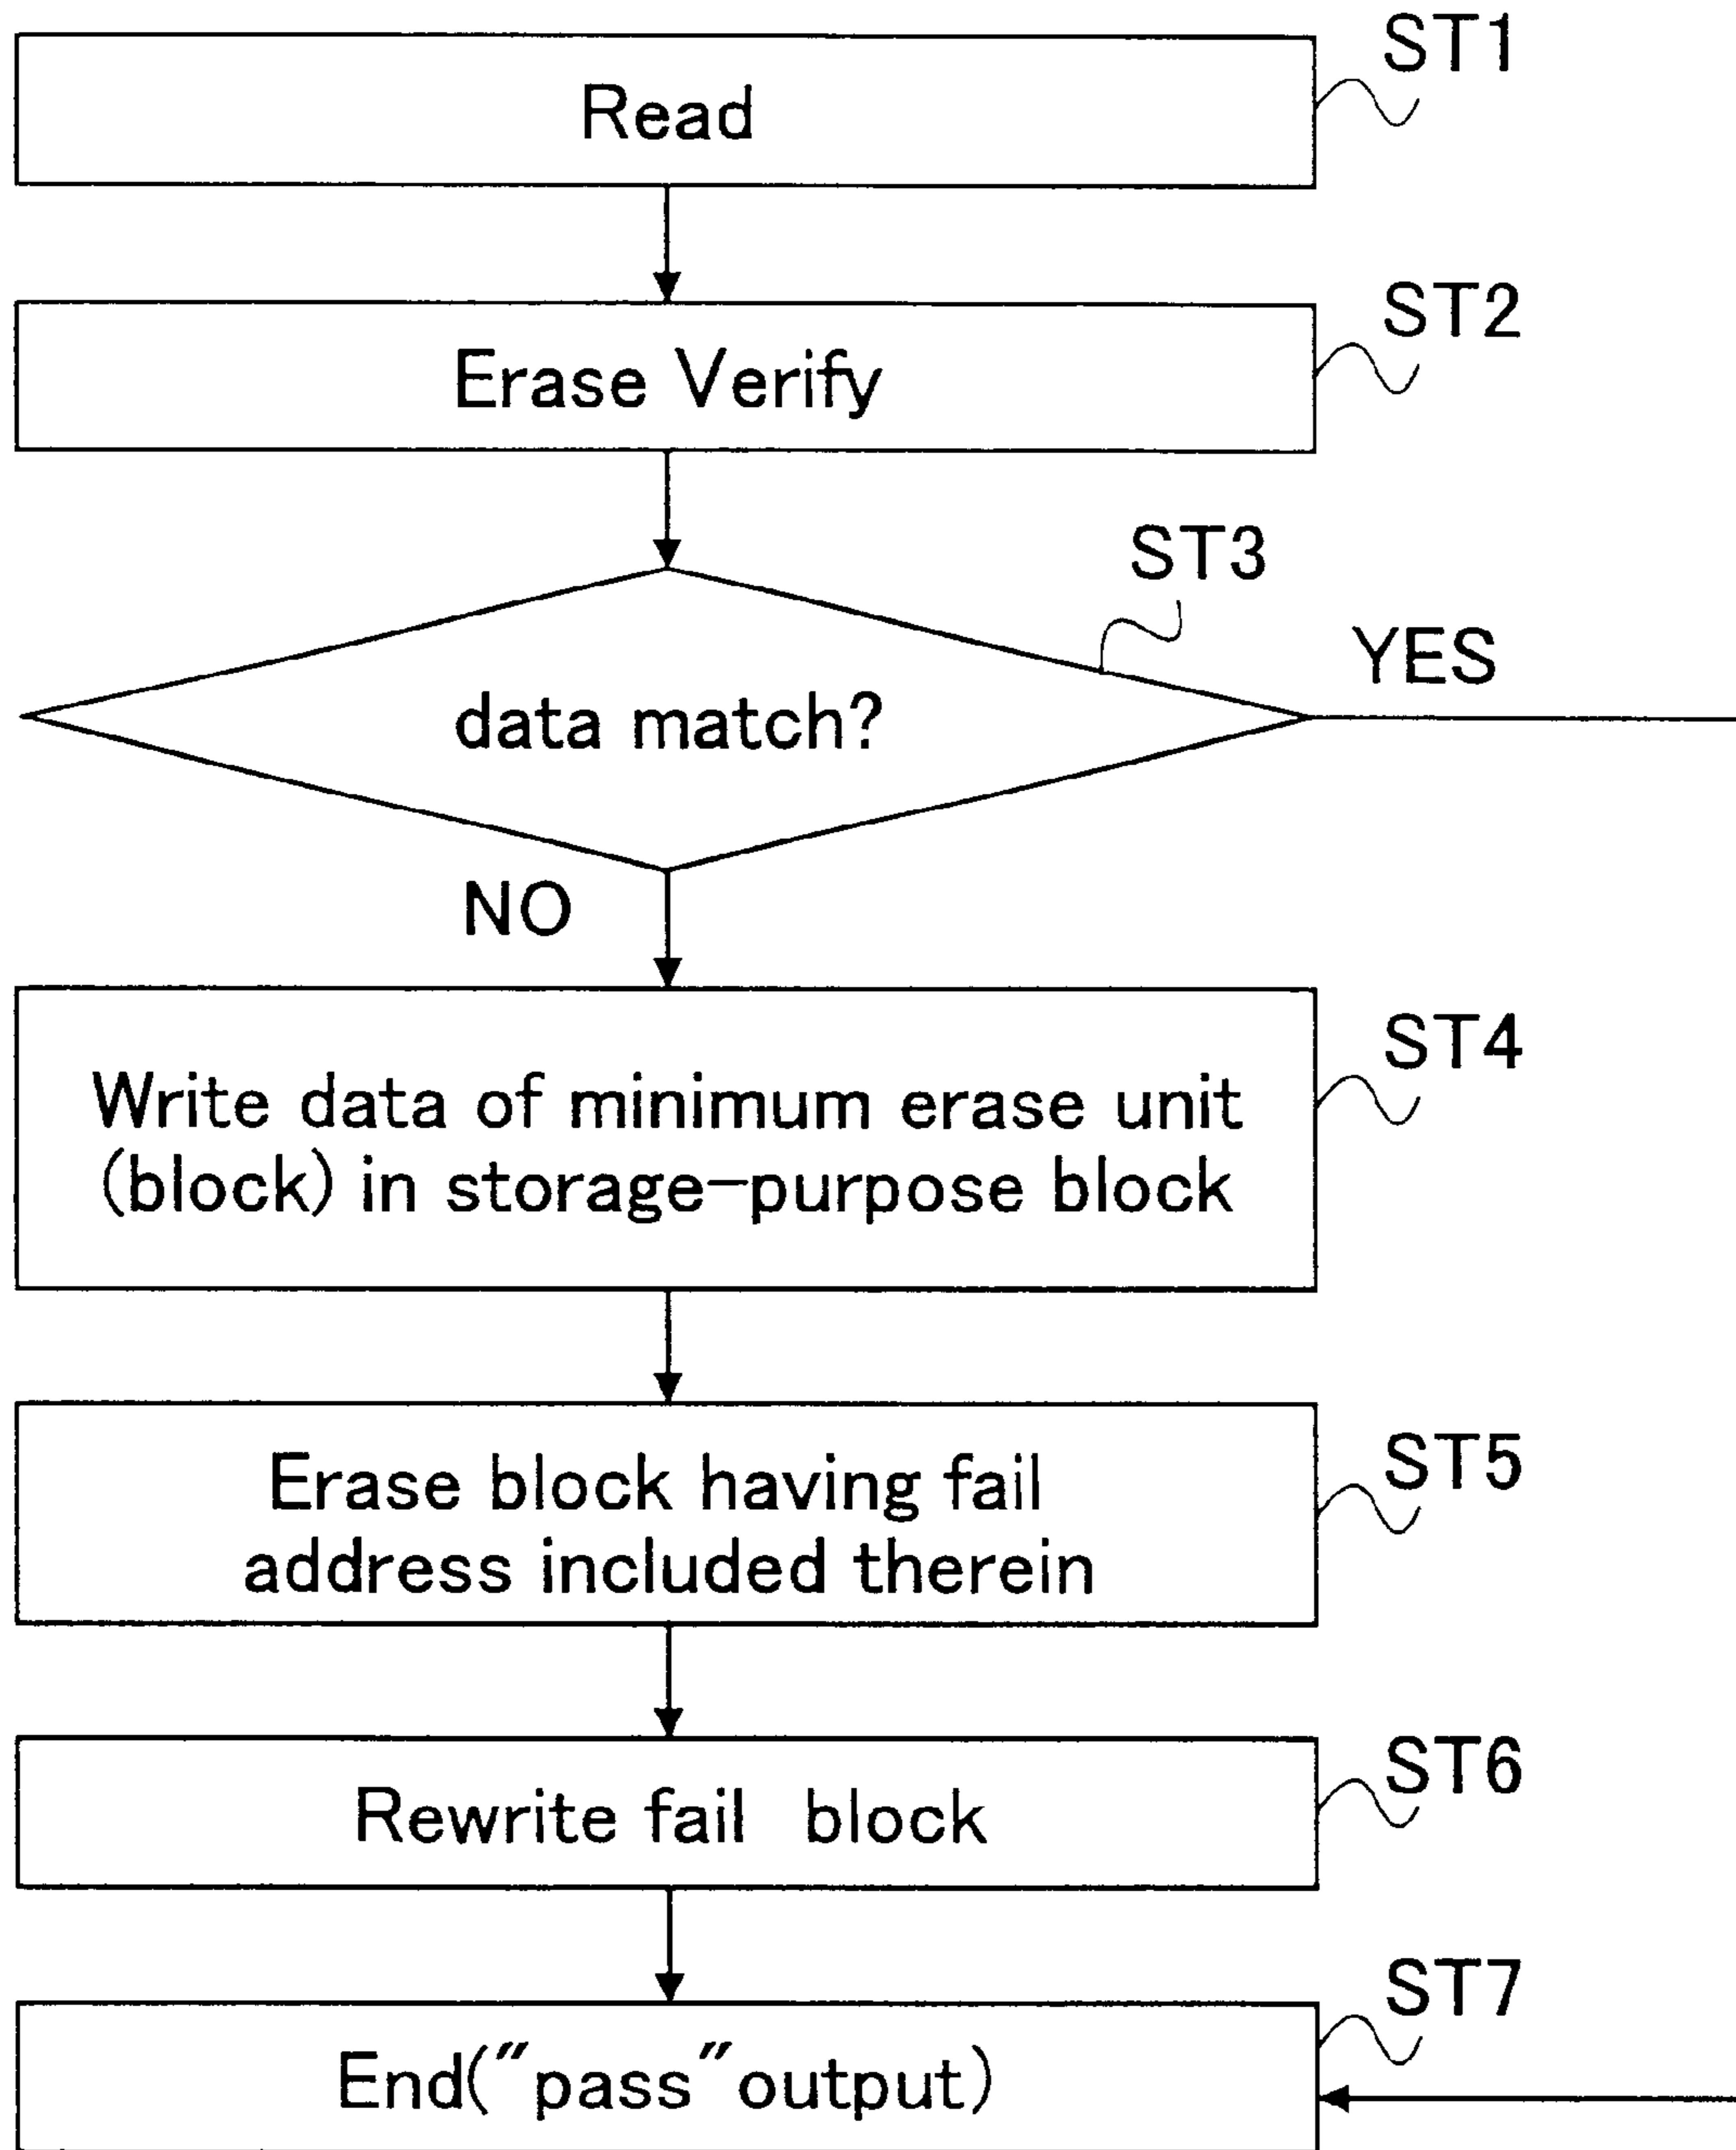 ST1
Read
ST2
Erase Verify
ST3
YES
data match?
NO
ST4
Write data of minimum erase unit
(block) in storage-purpose block
ST5
Erase block having fail
address included therein
ST6
Rewrite fail block
ST7
End("pass"output)